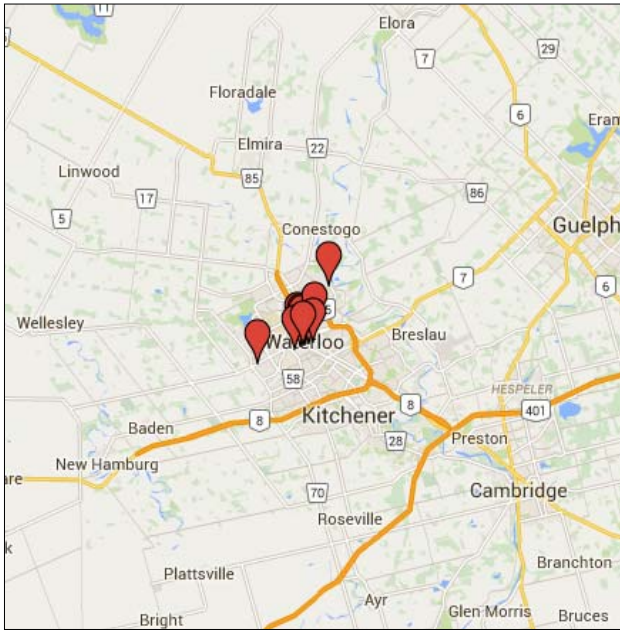 11
Elora
29
7
Floradale
6
Eram
Elmira
22
Linwood
85
86
17
5
Conestogo
Guelph
7
6
Wellesley
Breslau
Waterloo
58
HESPELER
8
401
8
Kitchener
Baden
28
Preston
New Hamburg
are
70
Cambridge
Roseville
k
Branchton
Plattsville
Ayr
Glen Morris
Bruces
Bright